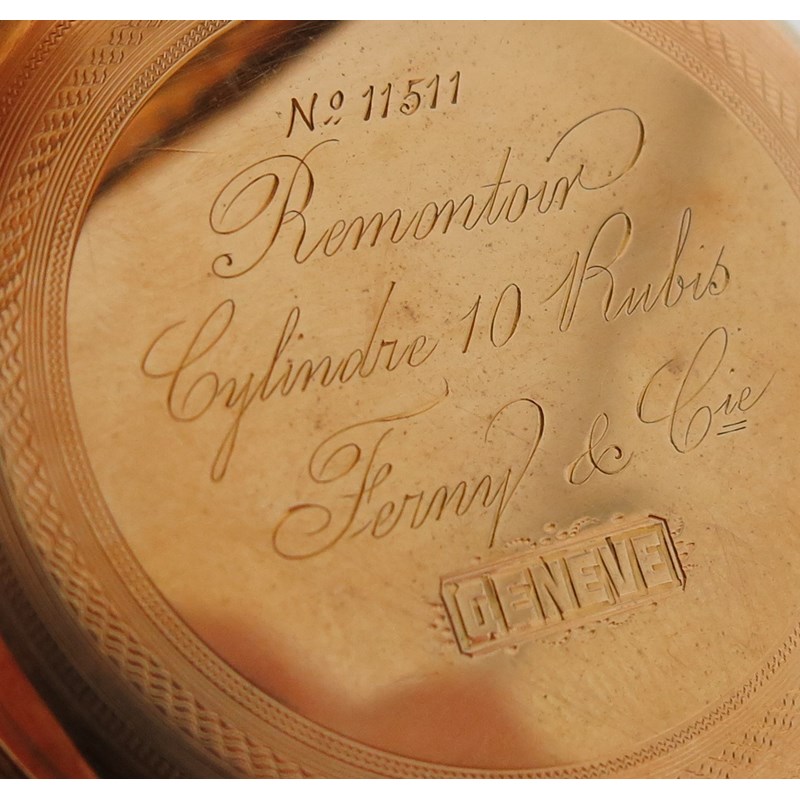 Nº 11511
Remontoir
Cylindre 10 Rubis
Ferny & Cie
GENEVE